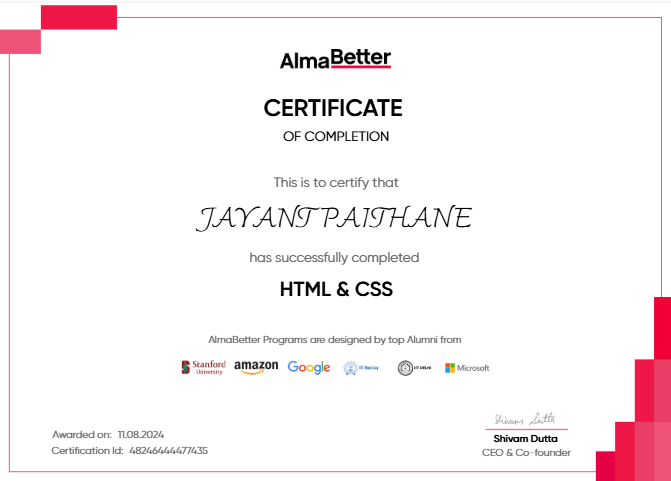 AlmaBetter
CERTIFICATE
OF COMPLETION
This is to certify that
JAYANT PAITHANE
has successfully completed
HTML & CSS
AlmaBetter Programs are designed by top Alumni from
Stanford University amazon Google IIT Bombay IIT DELHI Microsoft
Shivam Dutta
Awarded on: 11.08.2024
Shivam Dutta
Certification Id: 48246444477435
CEO & Co-founder